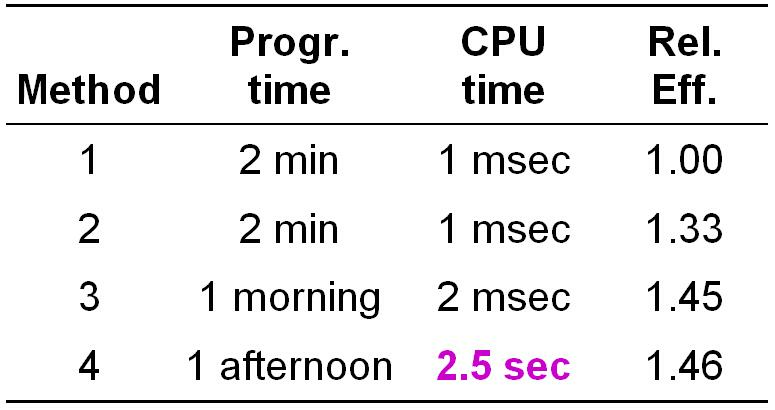 Method Progr. time CPU time Rel. Eff.
1 2 min 1 msec 1.00
2 2 min 1 msec 1.33
3 1 morning 2 msec 1.45
4 1 afternoon 2.5 sec 1.46